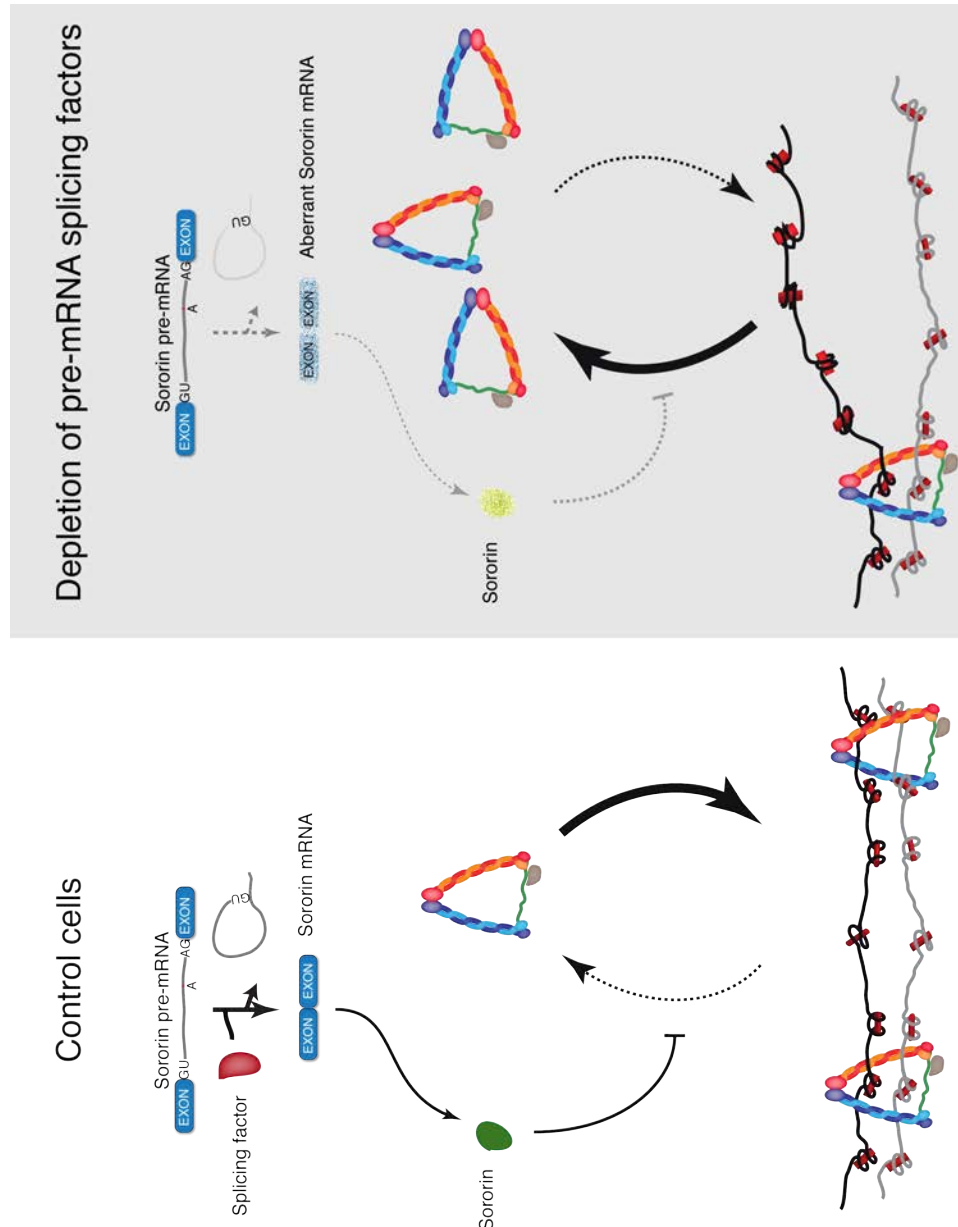 Control cells
Sororin pre-mRNA
EXON
GU
A
AG
EXON
Splicing factor
GU
EXON
EXON
Sororin mRNA
Sororin
Depletion of pre-mRNA splicing factors
Sororin pre-mRNA
EXON
GU
A
AG
EXON
GU
EXON
EXON
Aberrant Sororin mRNA
Sororin